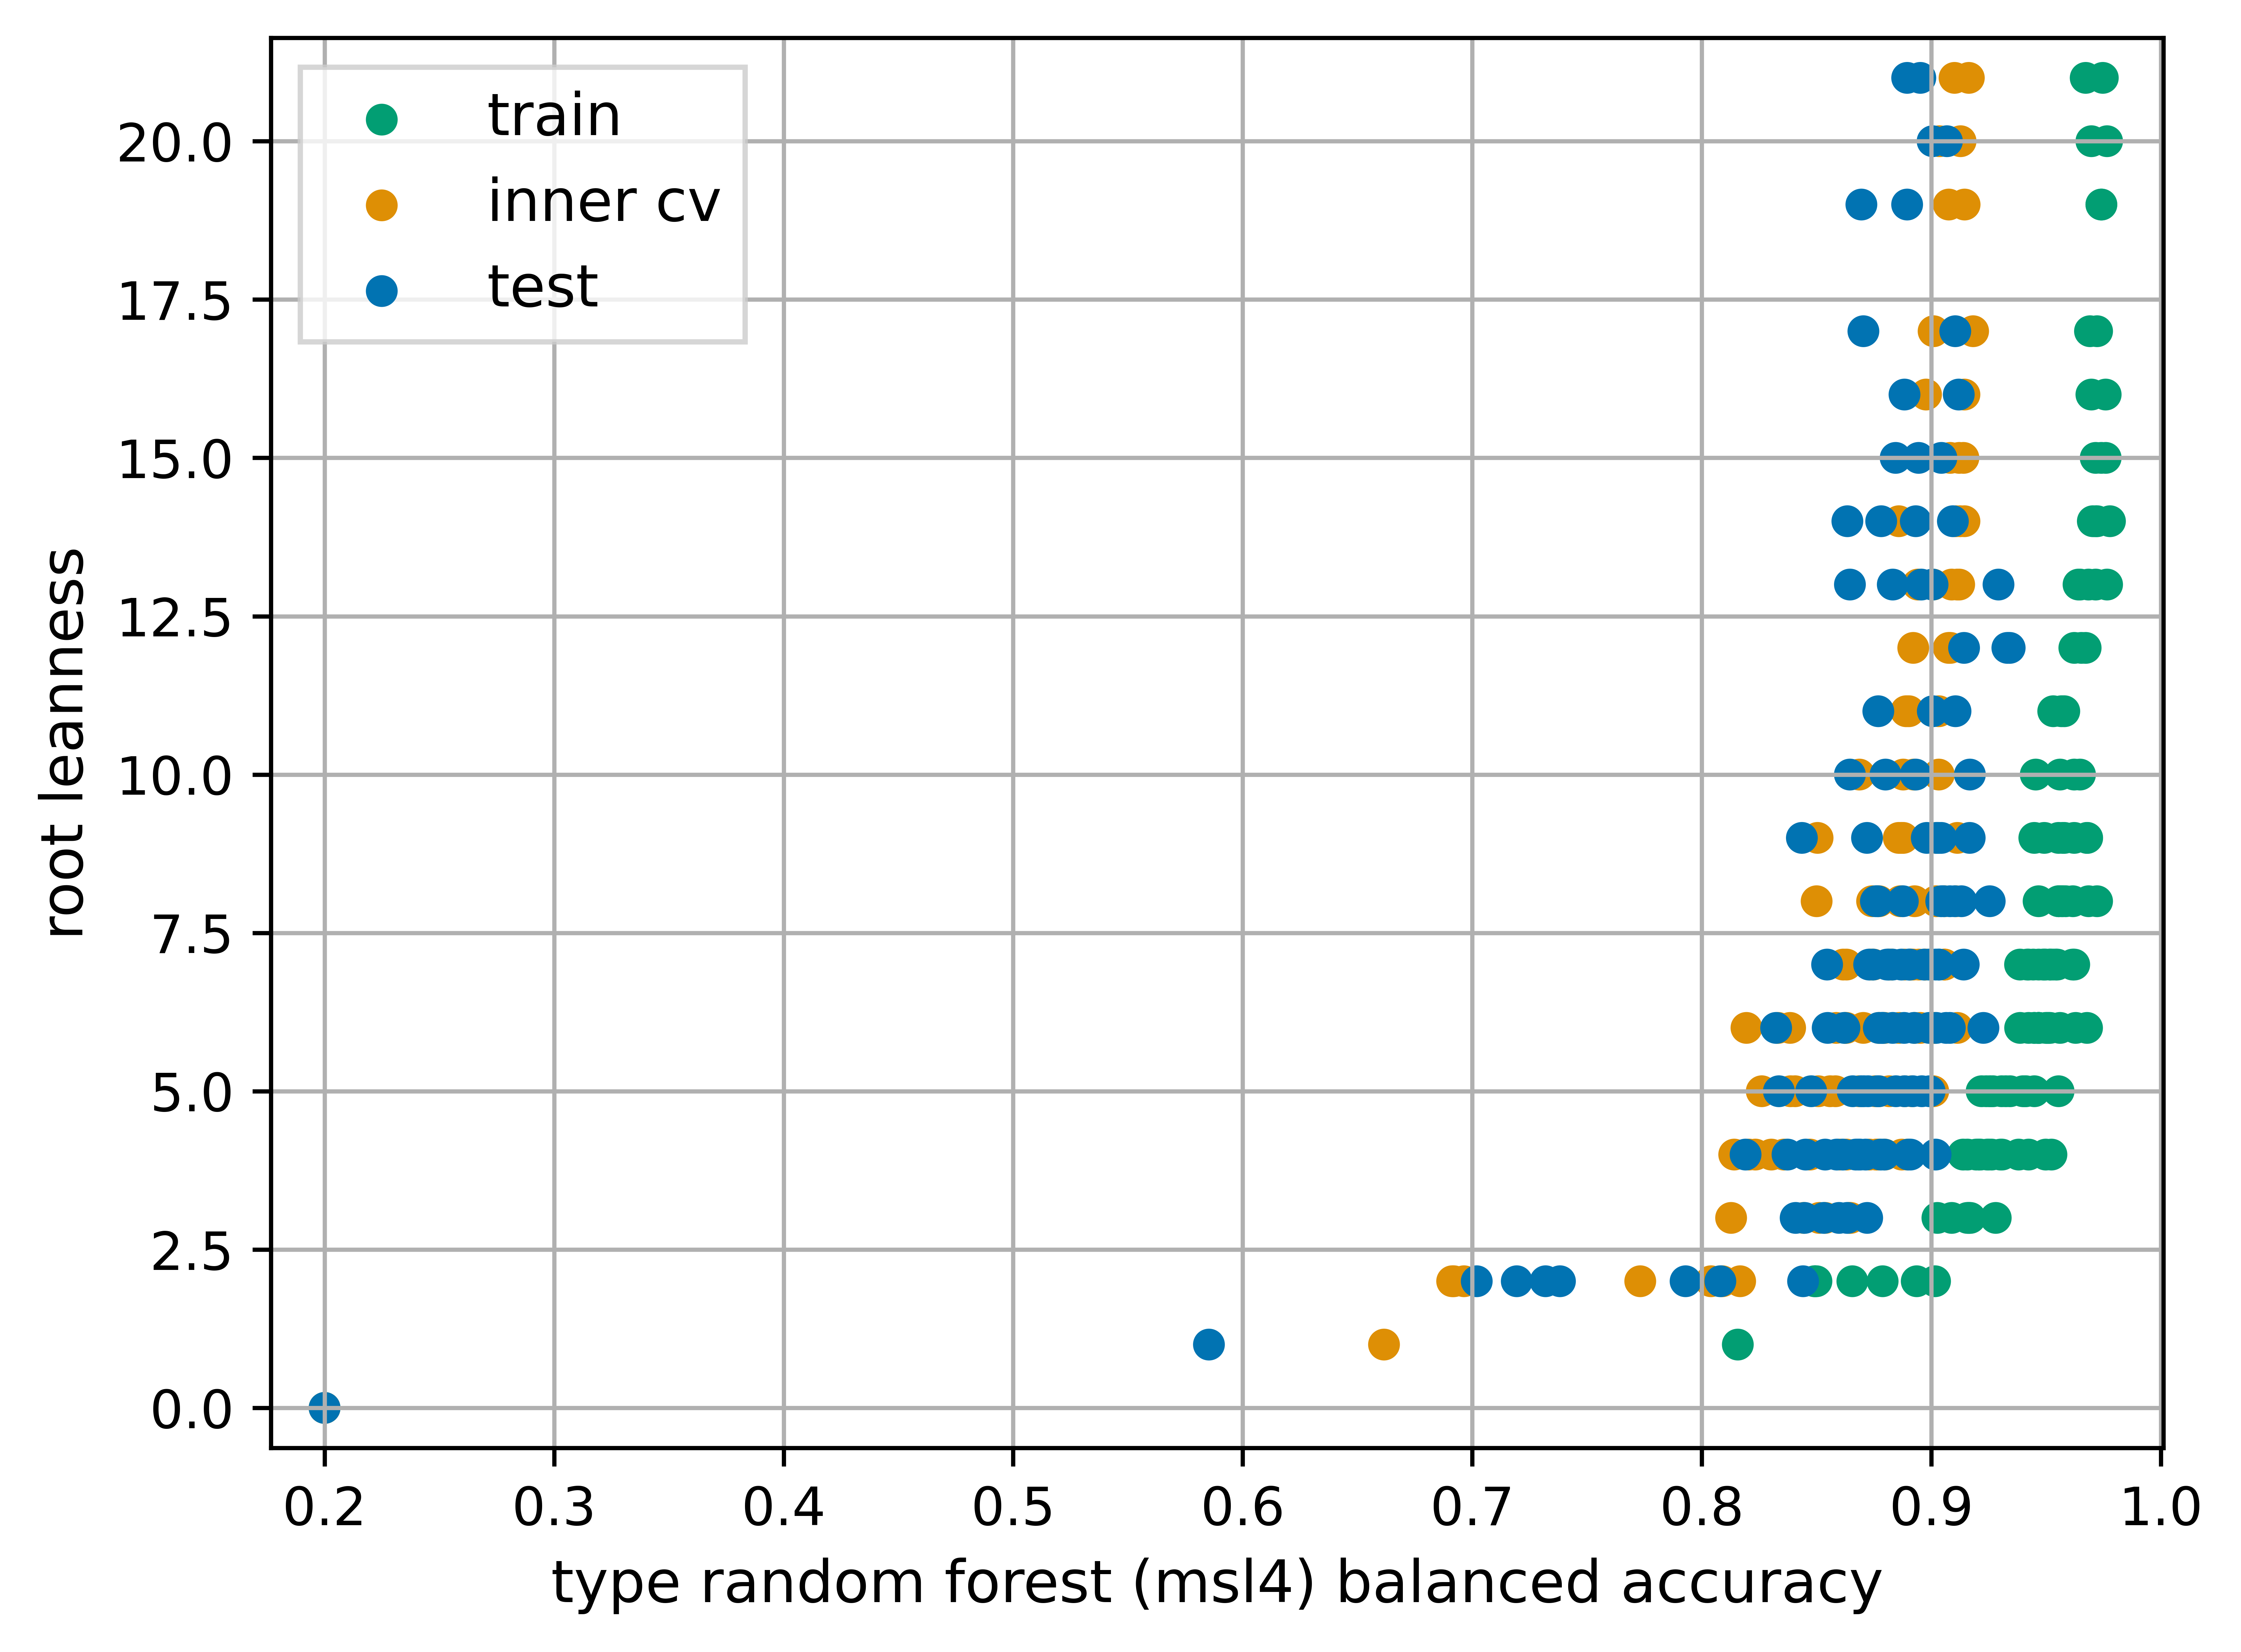 train
inner cv
test
20.0
17.5
15.0
12.5
10.0
7.5
5.0
2.5
0.0
root leanness
0.2 0.3 0.4 0.5 0.6 0.7 0.8 0.9 1.0
type random forest (msl4) balanced accuracy